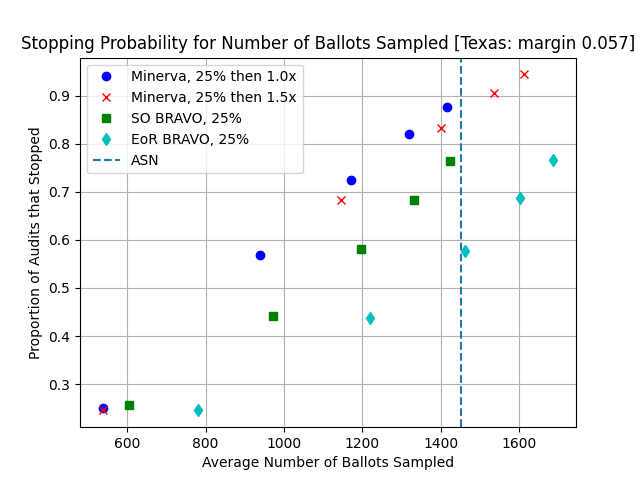 Stopping Probability for Number of Ballots Sampled [Texas: margin 0.057]
Minerva, 25% then 1.0x
Minerva, 25% then 1.5x
SO BRAVO, 25%
EoR BRAVO, 25%
ASN
Proportion of Audits that Stopped
0.9
0.8
0.7
0.6
0.5
0.4
0.3
600 800 1000 1200 1400 1600
Average Number of Ballots Sampled